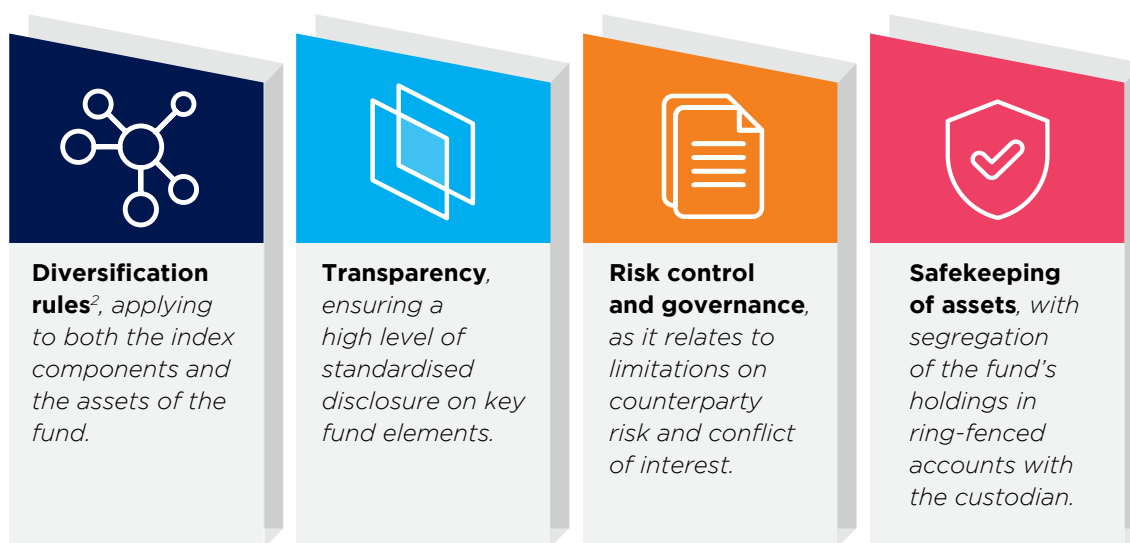 Diversification
rules², applying
to both the index
components and
the assets of the
fund.
Transparency,
ensuring a
high level of
standardised
disclosure on key
fund elements.
Risk control
and governance,
as it relates to
limitations on
counterparty
risk and conflict
of interest.
Safekeeping
of assets, with
segregation
of the fund’s
holdings in
ring-fenced
accounts with
the custodian.